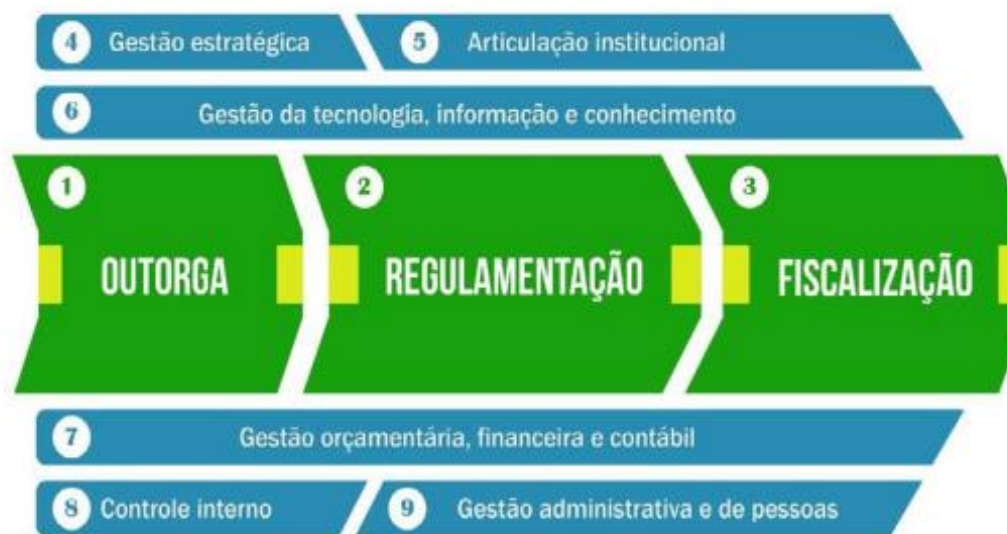 4 Gestão estratégica 5 Articulação institucional
6 Gestão da tecnologia, informação e conhecimento
1 2 3
OUTORGA REGULAMENTAÇÃO FISCALIZAÇÃO
7 Gestão orçamentária, financeira e contábil
8 Controle interno 9 Gestão administrativa e de pessoas